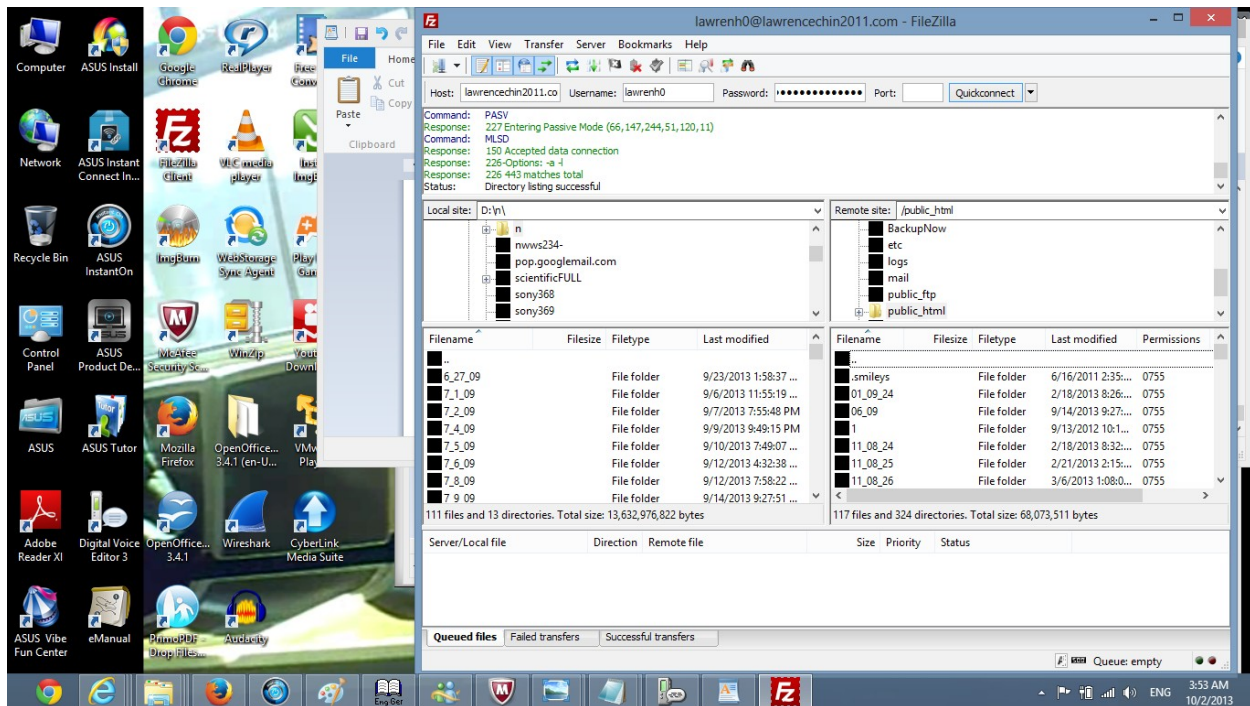 lawrenh0@lawrencechin2011.com - FileZilla
File Edit View Transfer Server Bookmarks Help
Host: lawrencechin2011.co Username: lawrenh0 Password: •••••••••••••• Port: Quickconnect
Command: PASV
Response: 227 Entering Passive Mode (66,147,244,51,120,11)
Command: MLSD
Response: 150 Accepted data connection
Response: 226-Options: -a -l
Response: 226 443 matches total
Status: Directory listing successful
Local site: D:\n\
n
nwws234-
pop.googlemail.com
scientificFULL
sony368
sony369
Remote site: /public_html
BackupNow
etc
logs
mail
public_ftp
public_html
Filename Filesize Filetype Last modified
..
6_27_09 File folder 9/23/2013 1:58:37 ...
7_1_09 File folder 9/6/2013 11:55:19 ...
7_2_09 File folder 9/7/2013 7:55:48 PM
7_4_09 File folder 9/9/2013 9:49:15 PM
7_5_09 File folder 9/10/2013 7:49:07 ...
7_6_09 File folder 9/12/2013 4:32:38 ...
7_8_09 File folder 9/12/2013 7:58:22 ...
7_9_09 File folder 9/14/2013 9:27:51 ...
111 files and 13 directories. Total size: 13,632,976,822 bytes
Filename Filesize Filetype Last modified Permissions
..
.smileys File folder 6/16/2011 2:35:... 0755
01_09_24 File folder 2/18/2013 8:26:... 0755
06_09 File folder 9/14/2013 9:27:... 0755
1 File folder 9/13/2012 10:1... 0755
11_08_24 File folder 2/18/2013 8:32:... 0755
11_08_25 File folder 2/21/2013 2:15:... 0755
11_08_26 File folder 3/6/2013 1:08:0... 0755
117 files and 324 directories. Total size: 68,073,511 bytes
Server/Local file Direction Remote file Size Priority Status
Queued files Failed transfers Successful transfers
Queue: empty
File Home
Cut
Copy
Paste
Clipboard
Computer
ASUS Install
Google Chrome
RealPlayer
Free
Conv
Network
ASUS Instant Connect In...
FileZilla Client
VLC media player
Recycle Bin
ASUS InstantOn
ImgBurn
WebStorage Sync Agent
Play
Gam
Control Panel
ASUS Product De...
McAfee Security Sc...
WinZip
Yout
Downl
ASUS
ASUS Tutor
Mozilla Firefox
OpenOffice... 3.4.1 (en-U...
VMw
Play
Adobe Reader XI
Digital Voice Editor 3
OpenOffice... 3.4.1
Wireshark
CyberLink Media Suite
ASUS Vibe Fun Center
eManual
PrimoPDF - Drop Files...
Audacity
Eng Ger
ENG
3:53 AM
10/2/2013